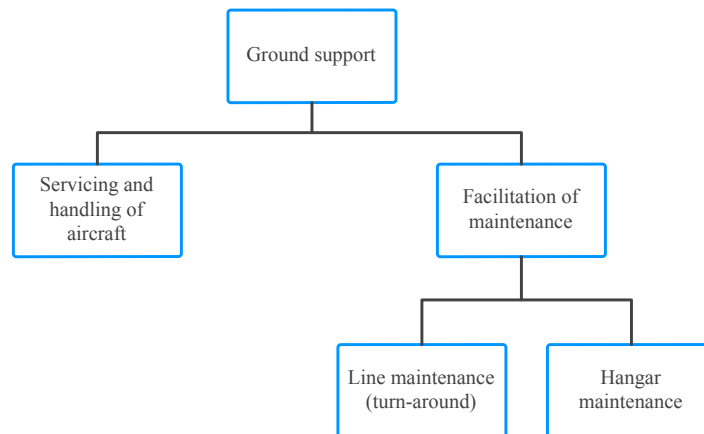 Ground support
Servicing and
handling of
aircraft
Facilitation of
maintenance
Line maintenance
(turn-around)
Hangar
maintenance